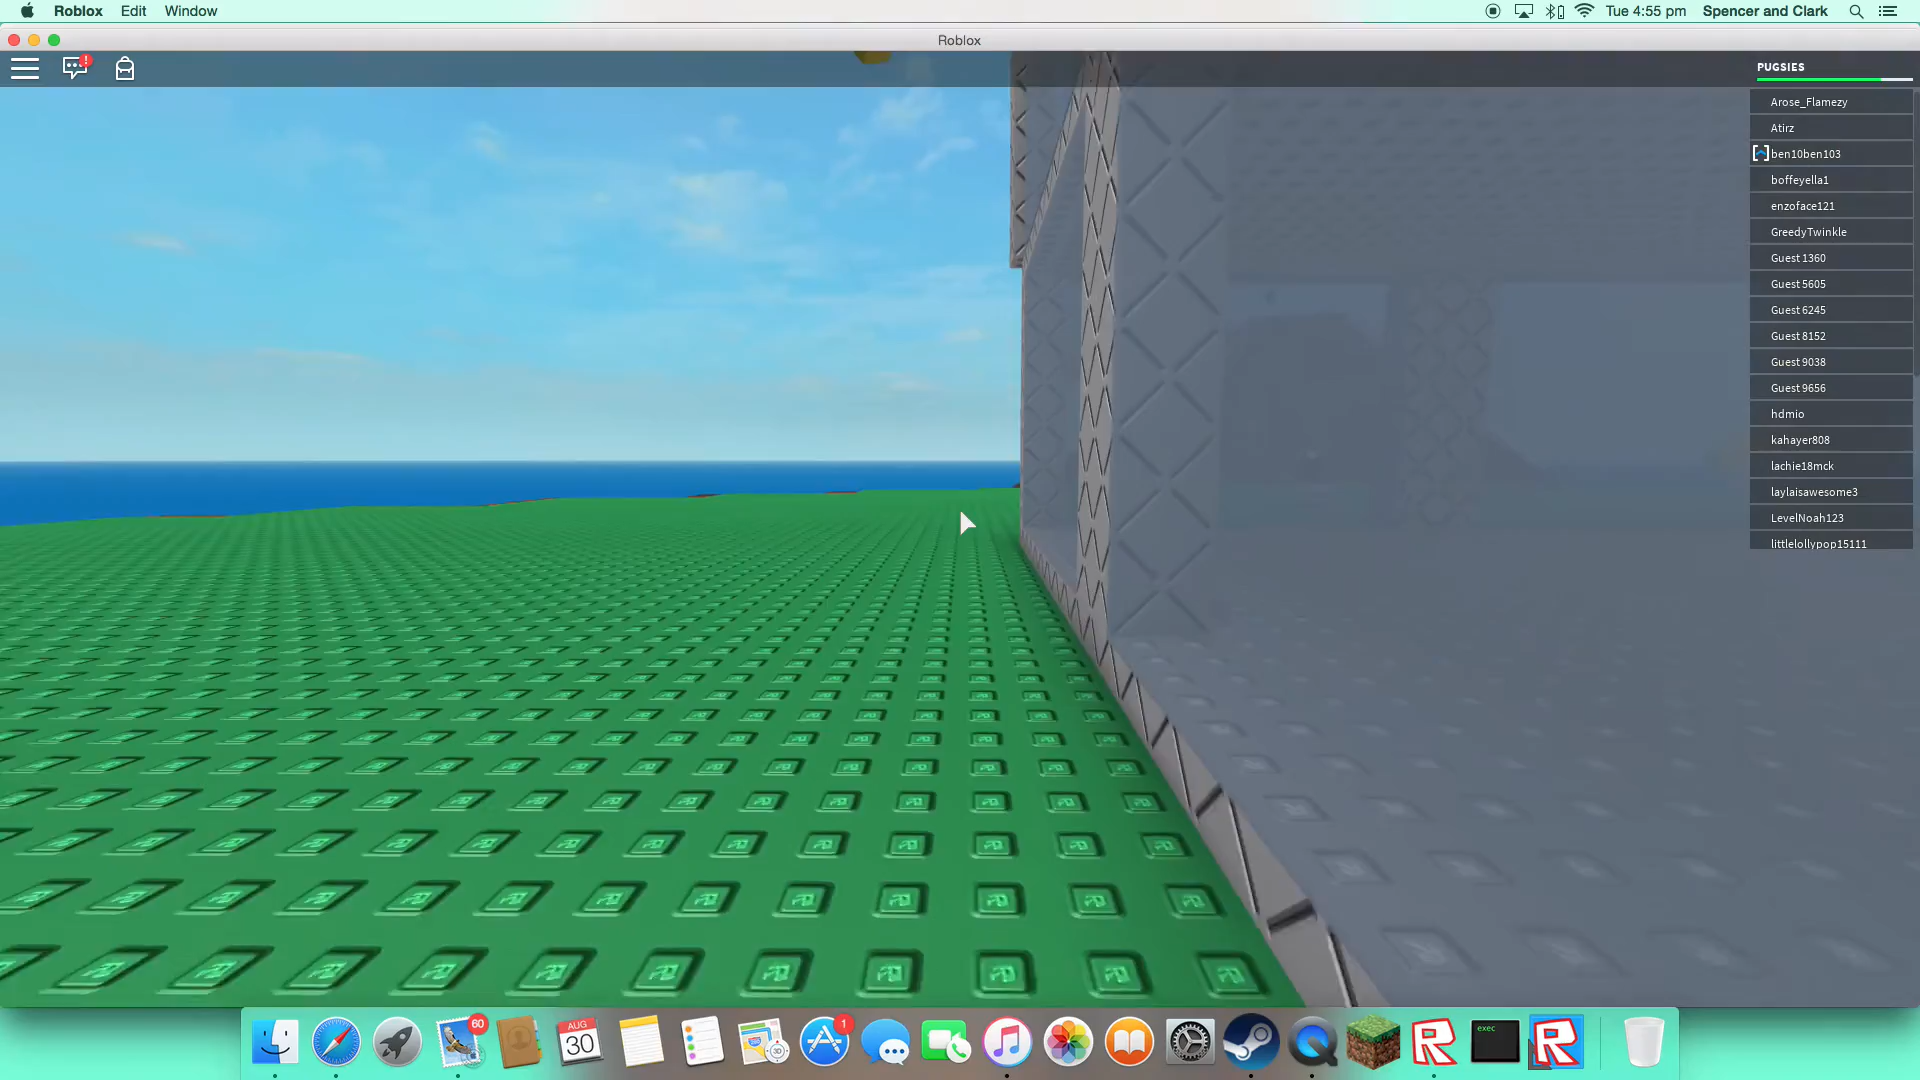 Roblox Edit Window Tue 4:55 pm Spencer and Clark
Roblox
PUGSIES
Arose_Flamezy
Atirz
ben10ben103
boffeyella1
enzoface121
GreedyTwinkle
Guest 1360
Guest 5605
Guest 6245
Guest 8152
Guest 9038
Guest 9656
hdmio
kahayer808
lachie18mck
laylaisawesome3
LevelNoah123
littlelollypop15111
60
AUG
30
3D
1
exec